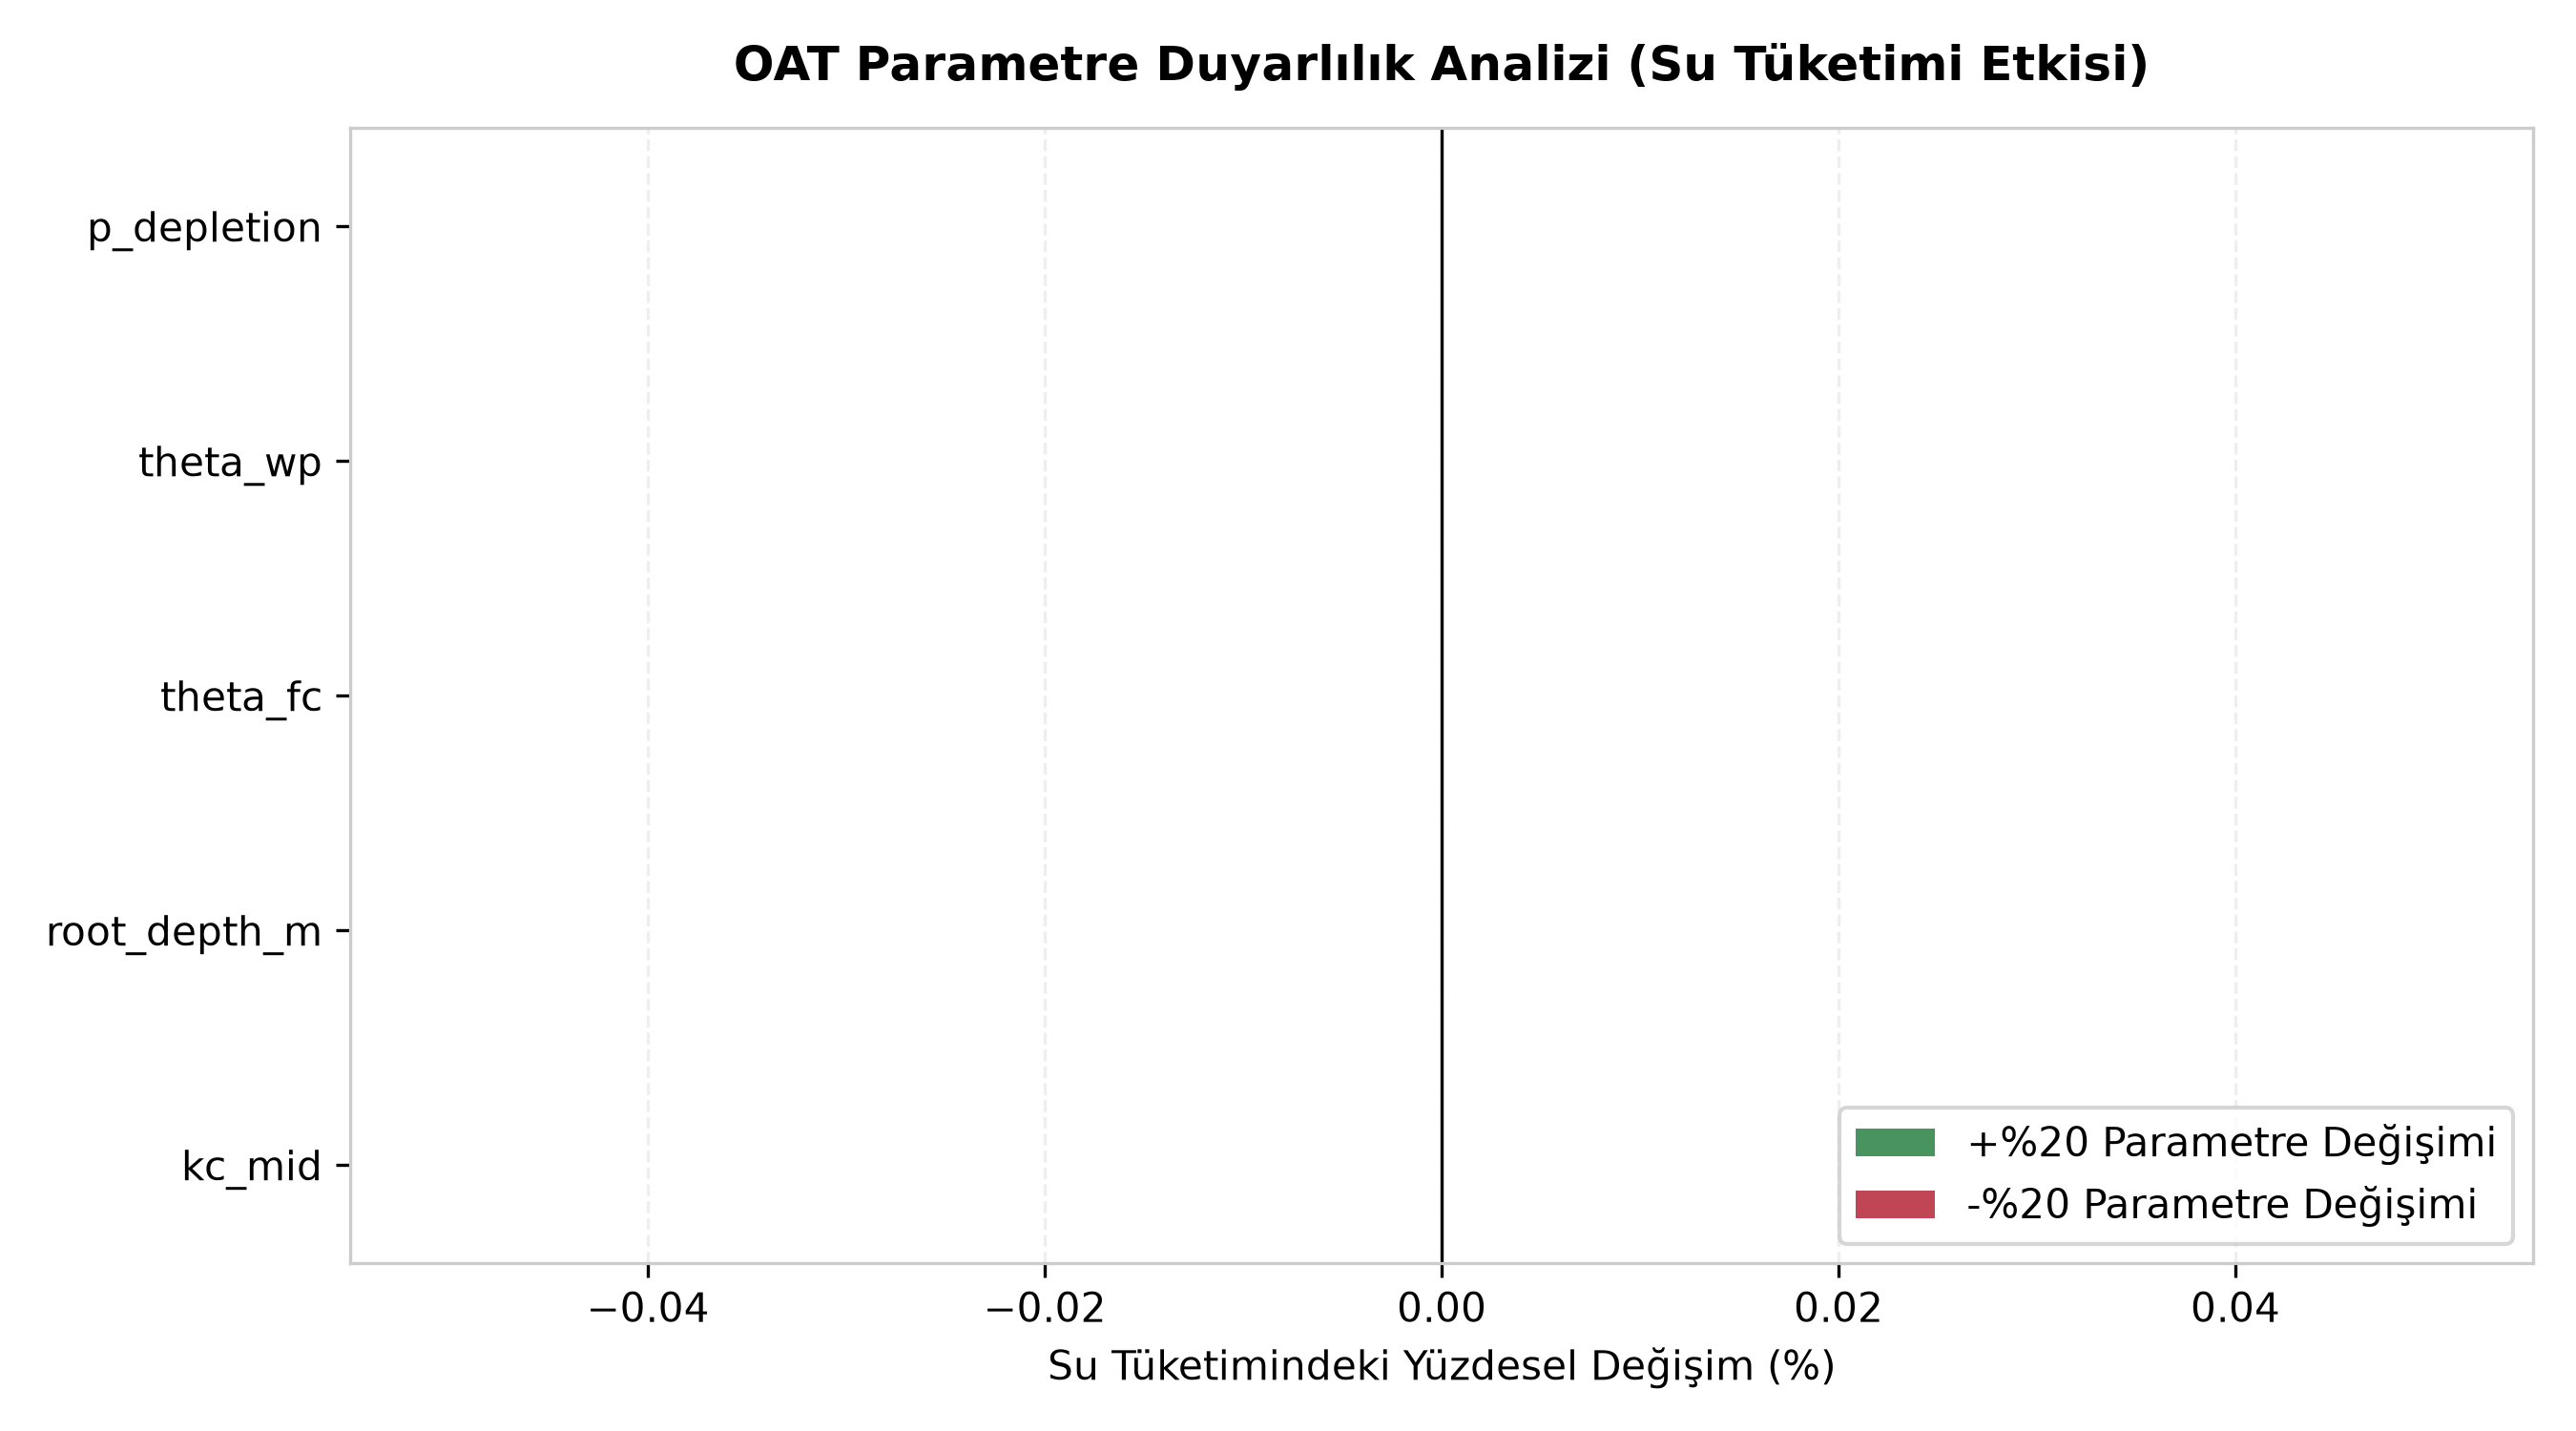 OAT Parametre Duyarlılık Analizi (Su Tüketimi Etkisi)
p_depletion
theta_wp
theta_fc
root_depth_m
kc_mid
+%20 Parametre Değişimi
-%20 Parametre Değişimi
−0.04 −0.02 0.00 0.02 0.04
Su Tüketimindeki Yüzdesel Değişim (%)